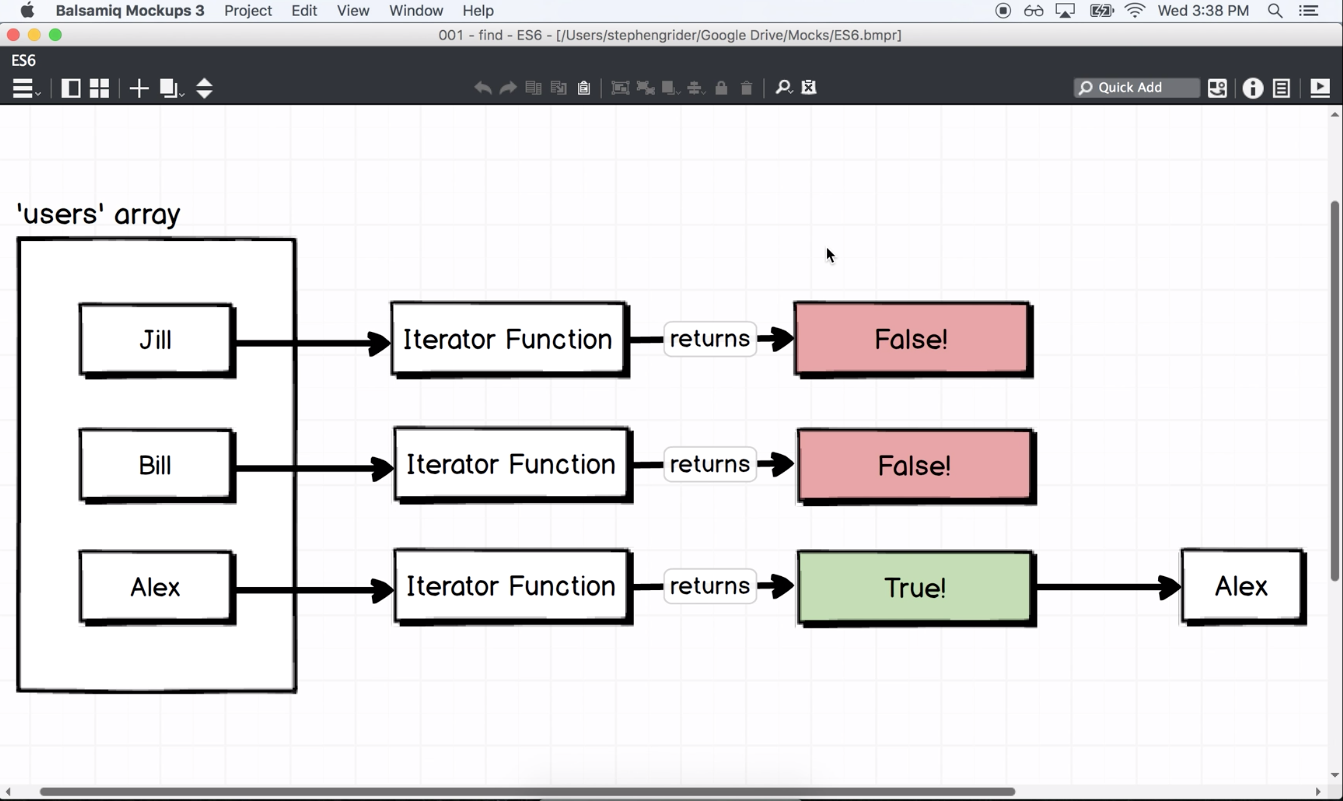 Balsamiq Mockups 3 Project Edit View Window Help Wed 3:38 PM
001 - find - ES6 - [/Users/stephengrider/Google Drive/Mocks/ES6.bmpr]
ES6
Quick Add
'users' array
Jill Iterator Function returns False!
Bill Iterator Function returns False!
Alex Iterator Function returns True! Alex